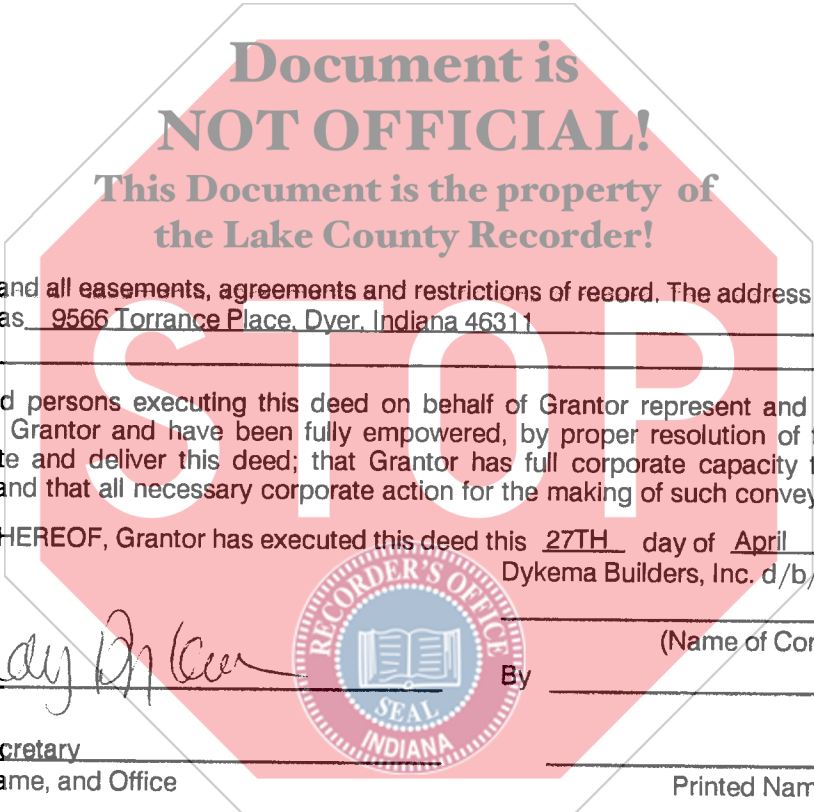 Document is
NOT OFFICIAL!
This Document is the property of
the Lake County Recorder!
and all easements, agreements and restrictions of record. The address
as 9566 Torrance Place, Dyer, Indiana 46311
STOP
d persons executing this deed on behalf of Grantor represent and
Grantor and have been fully empowered, by proper resolution of
te and deliver this deed; that Grantor has full corporate capacity
and that all necessary corporate action for the making of such convey
HEREOF, Grantor has executed this deed this 27TH day of April
Dykema Builders, Inc. d/b/
RECORDER'S OFFICE
(Name of Cor
By
SEAL
INDIANA
cretary
ame, and Office
Printed Nam